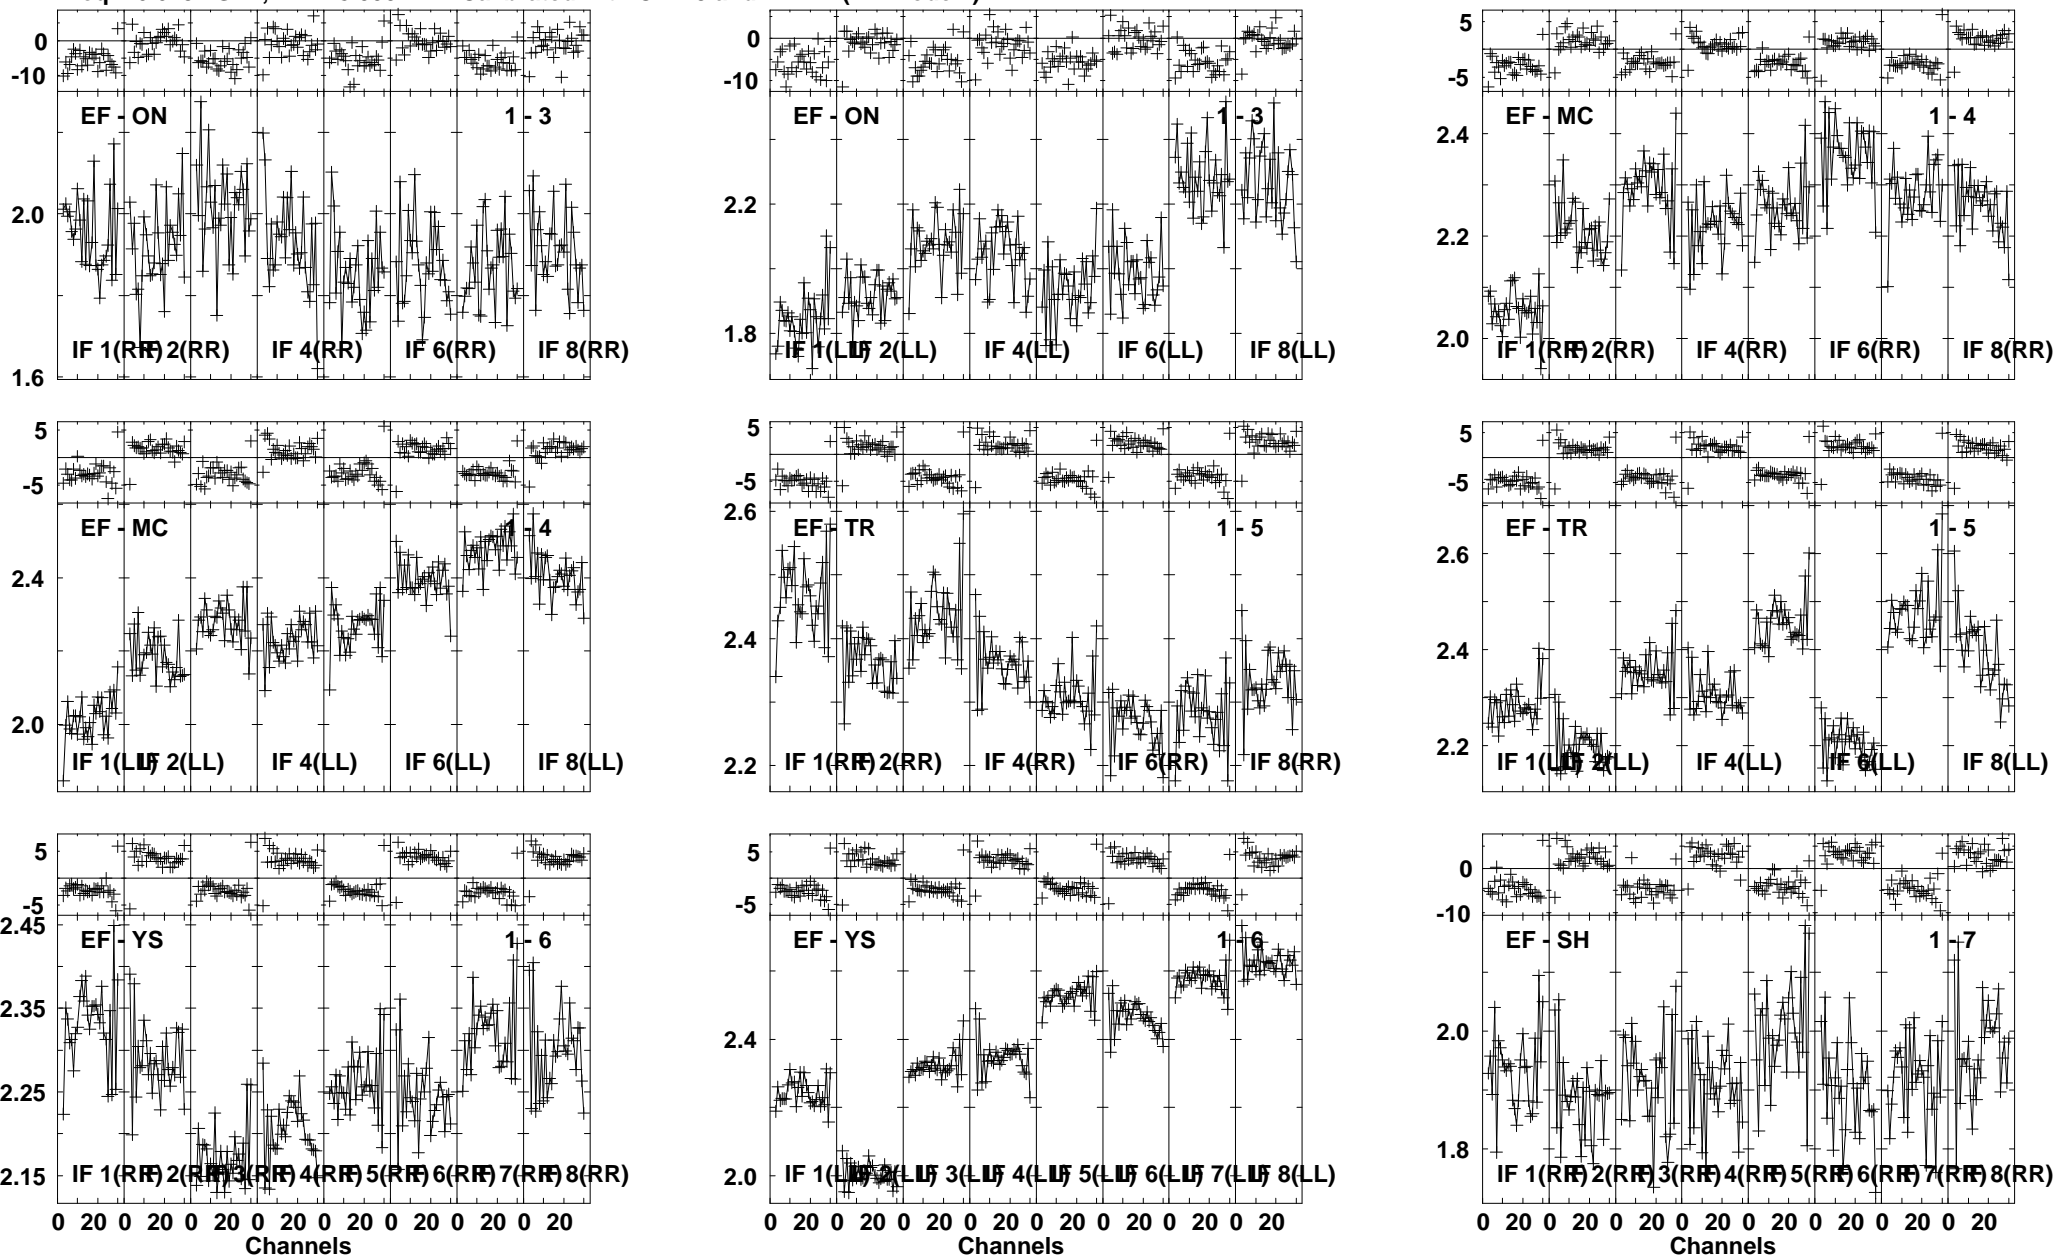 0
-10
EF - ON
1 - 3
2.0
IF 1(RR)
IF 2(RR)
IF 4(RR)
IF 6(RR)
IF 8(RR)
1.6
0
-10
EF - ON
1 - 3
2.2
1.8
IF 1(LL)
IF 2(LL)
IF 4(LL)
IF 6(LL)
IF 8(LL)
5
-5
EF - MC
1 - 4
2.4
2.2
2.0
IF 1(RR)
IF 2(RR)
IF 4(RR)
IF 6(RR)
IF 8(RR)
5
-5
EF - MC
1 - 4
2.4
2.0
IF 1(LL)
IF 2(LL)
IF 4(LL)
IF 6(LL)
IF 8(LL)
5
-5
2.6
EF - TR
1 - 5
2.4
IF 1(RR)
IF 2(RR)
IF 4(RR)
IF 6(RR)
IF 8(RR)
2.2
5
-5
EF - TR
1 - 5
2.6
2.4
2.2
IF 1(LL)
IF 2(LL)
IF 4(LL)
IF 6(LL)
IF 8(LL)
5
-5
2.45
EF - YS
1 - 6
2.35
2.25
2.15
IF 1(RR)
IF 2(RR)
IF 3(RR)
IF 4(RR)
IF 5(RR)
IF 6(RR)
IF 7(RR)
IF 8(RR)
0 20 0 20 0 20 0 20 0 20 0 20 0 20 0 20
Channels
5
-5
EF - YS
1 - 6
2.4
2.0
IF 1(LL)
IF 2(LL)
IF 3(LL)
IF 4(LL)
IF 5(LL)
IF 6(LL)
IF 7(LL)
IF 8(LL)
0 20 0 20 0 20 0 20 0 20 0 20 0 20 0 20
Channels
0
-10
EF - SH
1 - 7
2.0
1.8
IF 1(RR)
IF 2(RR)
IF 3(RR)
IF 4(RR)
IF 5(RR)
IF 6(RR)
IF 7(RR)
IF 8(RR)
0 20 0 20 0 20 0 20 0 20 0 20 0 20 0 20
Channels